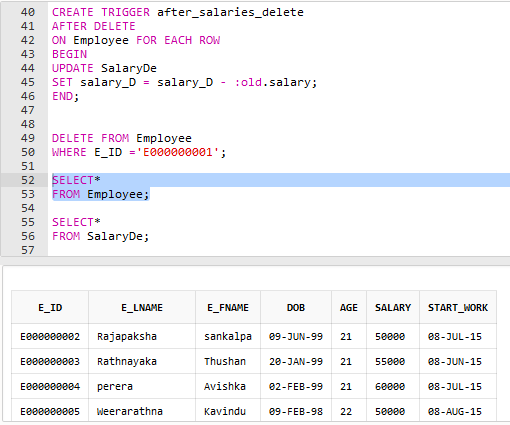 40 CREATE TRIGGER after_salaries_delete
41 AFTER DELETE
42 ON Employee FOR EACH ROW
43 BEGIN
44 UPDATE SalaryDe
45 SET salary_D = salary_D - :old.salary;
46 END;
47
48
49 DELETE FROM Employee
50 WHERE E_ID ='E000000001';
51
52 SELECT*
53 FROM Employee;
54
55 SELECT*
56 FROM SalaryDe;
57
E_ID E_LNAME E_FNAME DOB AGE SALARY START_WORK
E000000002 Rajapaksha sankalpa 09-JUN-99 21 50000 08-JUL-15
E000000003 Rathnayaka Thushan 20-JAN-99 21 55000 08-JUN-15
E000000004 perera Avishka 02-FEB-99 21 60000 08-JUL-15
E000000005 Weerarathna Kavindu 09-FEB-98 22 50000 08-AUG-15